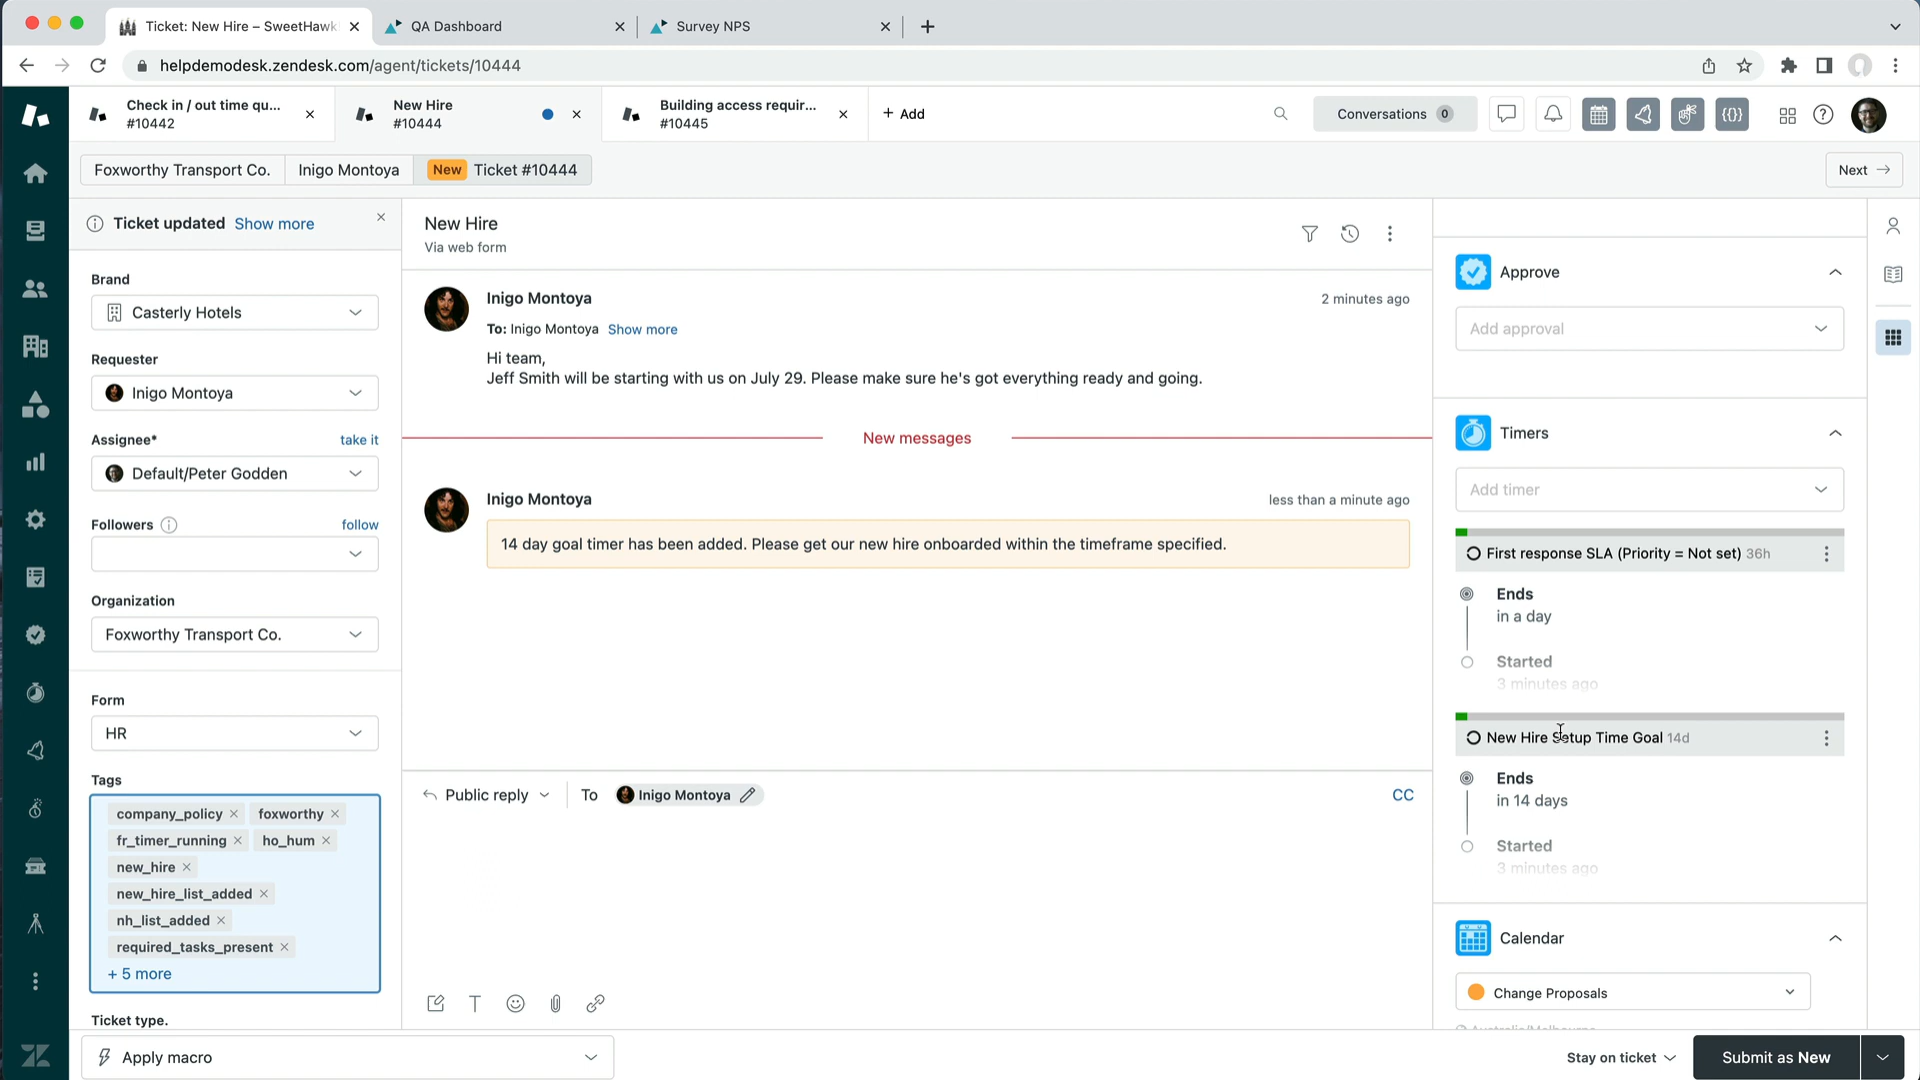 Ticket: New Hire – SweetHawk
QA Dashboard
Survey NPS
helpdemodesk.zendesk.com/agent/tickets/10444
Check in / out time qu...
#10442
New Hire
#10444
Building access requir...
#10445
+ Add
Conversations 0
Foxworthy Transport Co.
Inigo Montoya
New Ticket #10444
Next
Ticket updated Show more
Brand
Casterly Hotels
Requester
Inigo Montoya
Assignee* take it
Default/Peter Godden
Followers follow
Organization
Foxworthy Transport Co.
Form
HR
Tags
company_policy foxworthy
fr_timer_running ho_hum
new_hire
new_hire_list_added
nh_list_added
required_tasks_present
+ 5 more
Ticket type.
Apply macro
New Hire
Via web form
Inigo Montoya 2 minutes ago
To: Inigo Montoya Show more
Hi team,
Jeff Smith will be starting with us on July 29. Please make sure he's got everything ready and going.
New messages
Inigo Montoya less than a minute ago
14 day goal timer has been added. Please get our new hire onboarded within the timeframe specified.
Public reply To Inigo Montoya CC
Approve
Add approval
Timers
Add timer
First response SLA (Priority = Not set) 36h
Ends
in a day
Started
3 minutes ago
New Hire Setup Time Goal 14d
Ends
in 14 days
Started
3 minutes ago
Calendar
Change Proposals
Stay on ticket
Submit as New